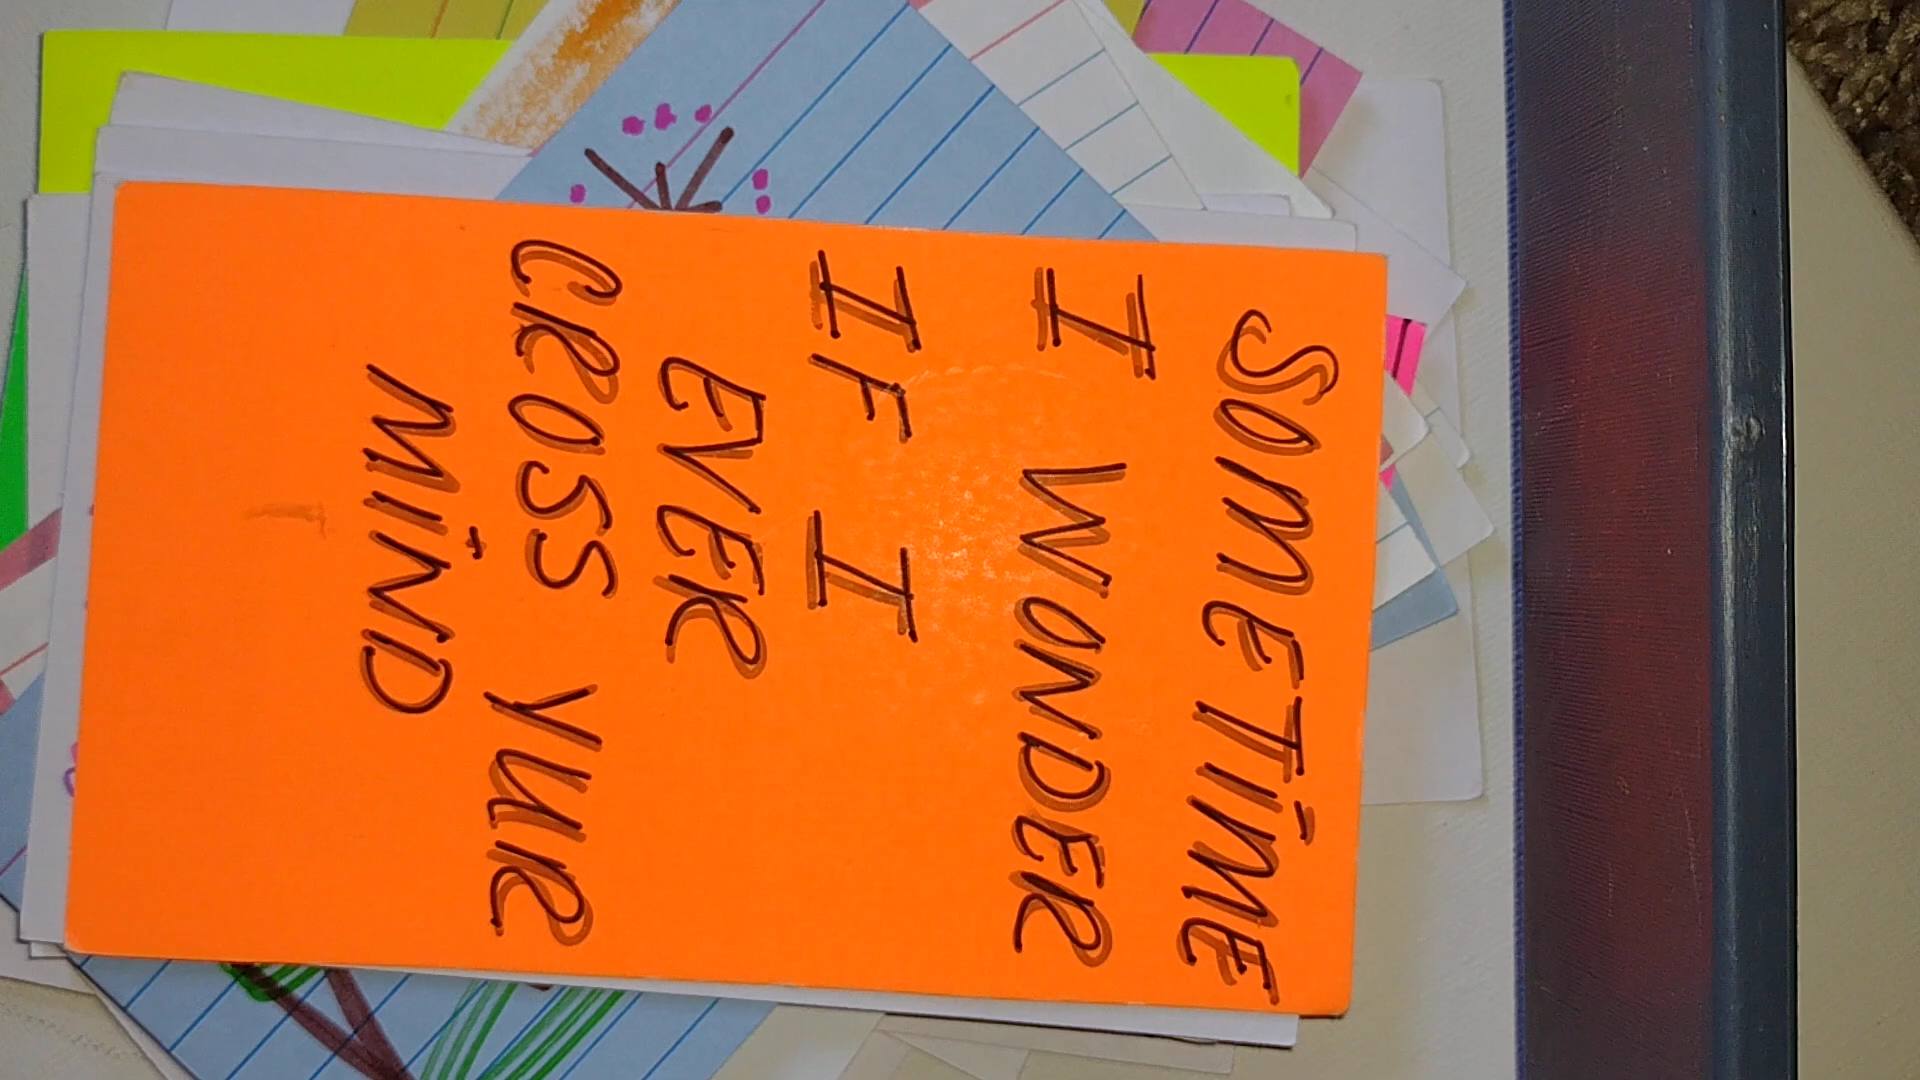 SOMETIME
I WONDER
IF I
EVER
CROSS YUR
MIND